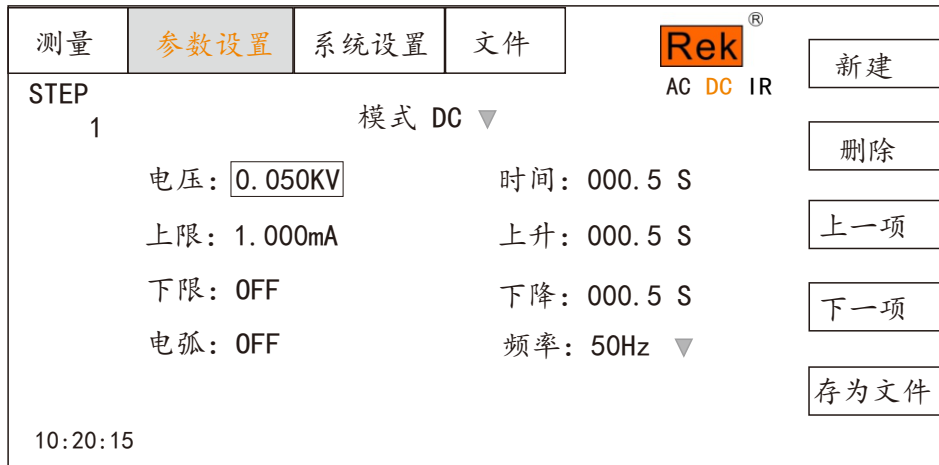 测量 参数设置 系统设置 文件 Rek ®
AC DC IR
新建
STEP
1
模式 DC ▼
删除
电压：0.050KV 时间：000.5 S
上限：1.000mA 上升：000.5 S
上一项
下限：OFF 下降：000.5 S
下一项
电弧：OFF 频率：50Hz ▼
存为文件
10:20:15